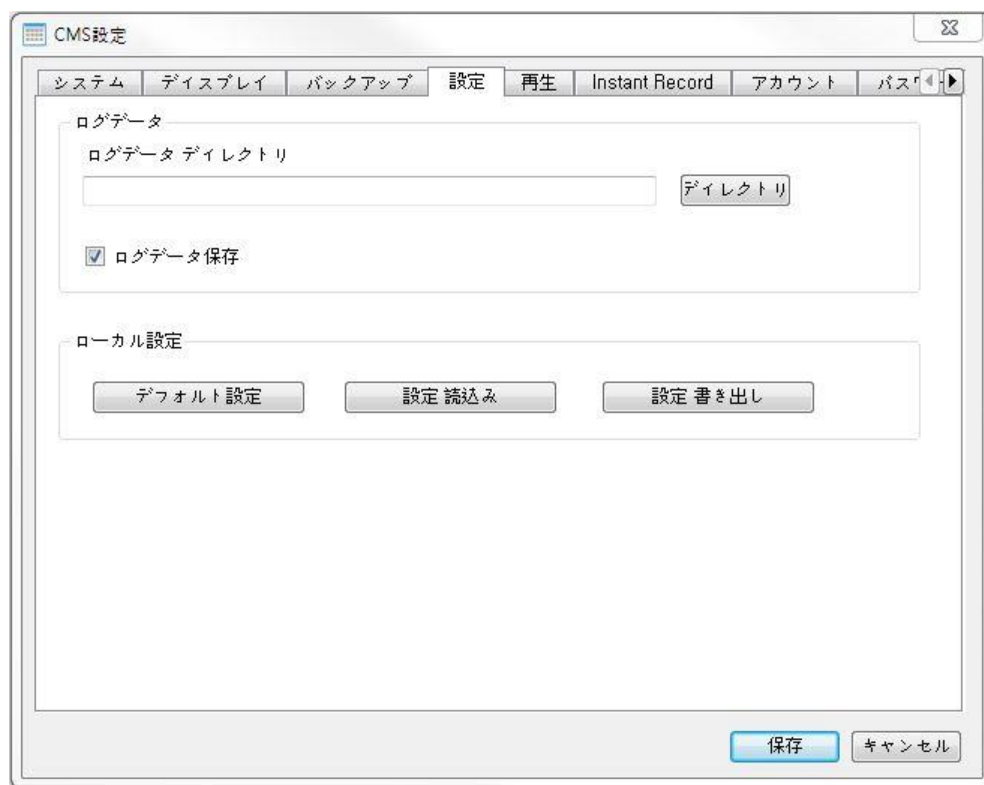 CMS設定
システム ディスプレイ バックアップ 設定 再生 Instant Record アカウント パスワ
ログデータ
ログデータ ディレクトリ
ディレクトリ
ログデータ保存
ローカル設定
デフォルト設定 設定 読込み 設定 書き出し
保存 キャンセル